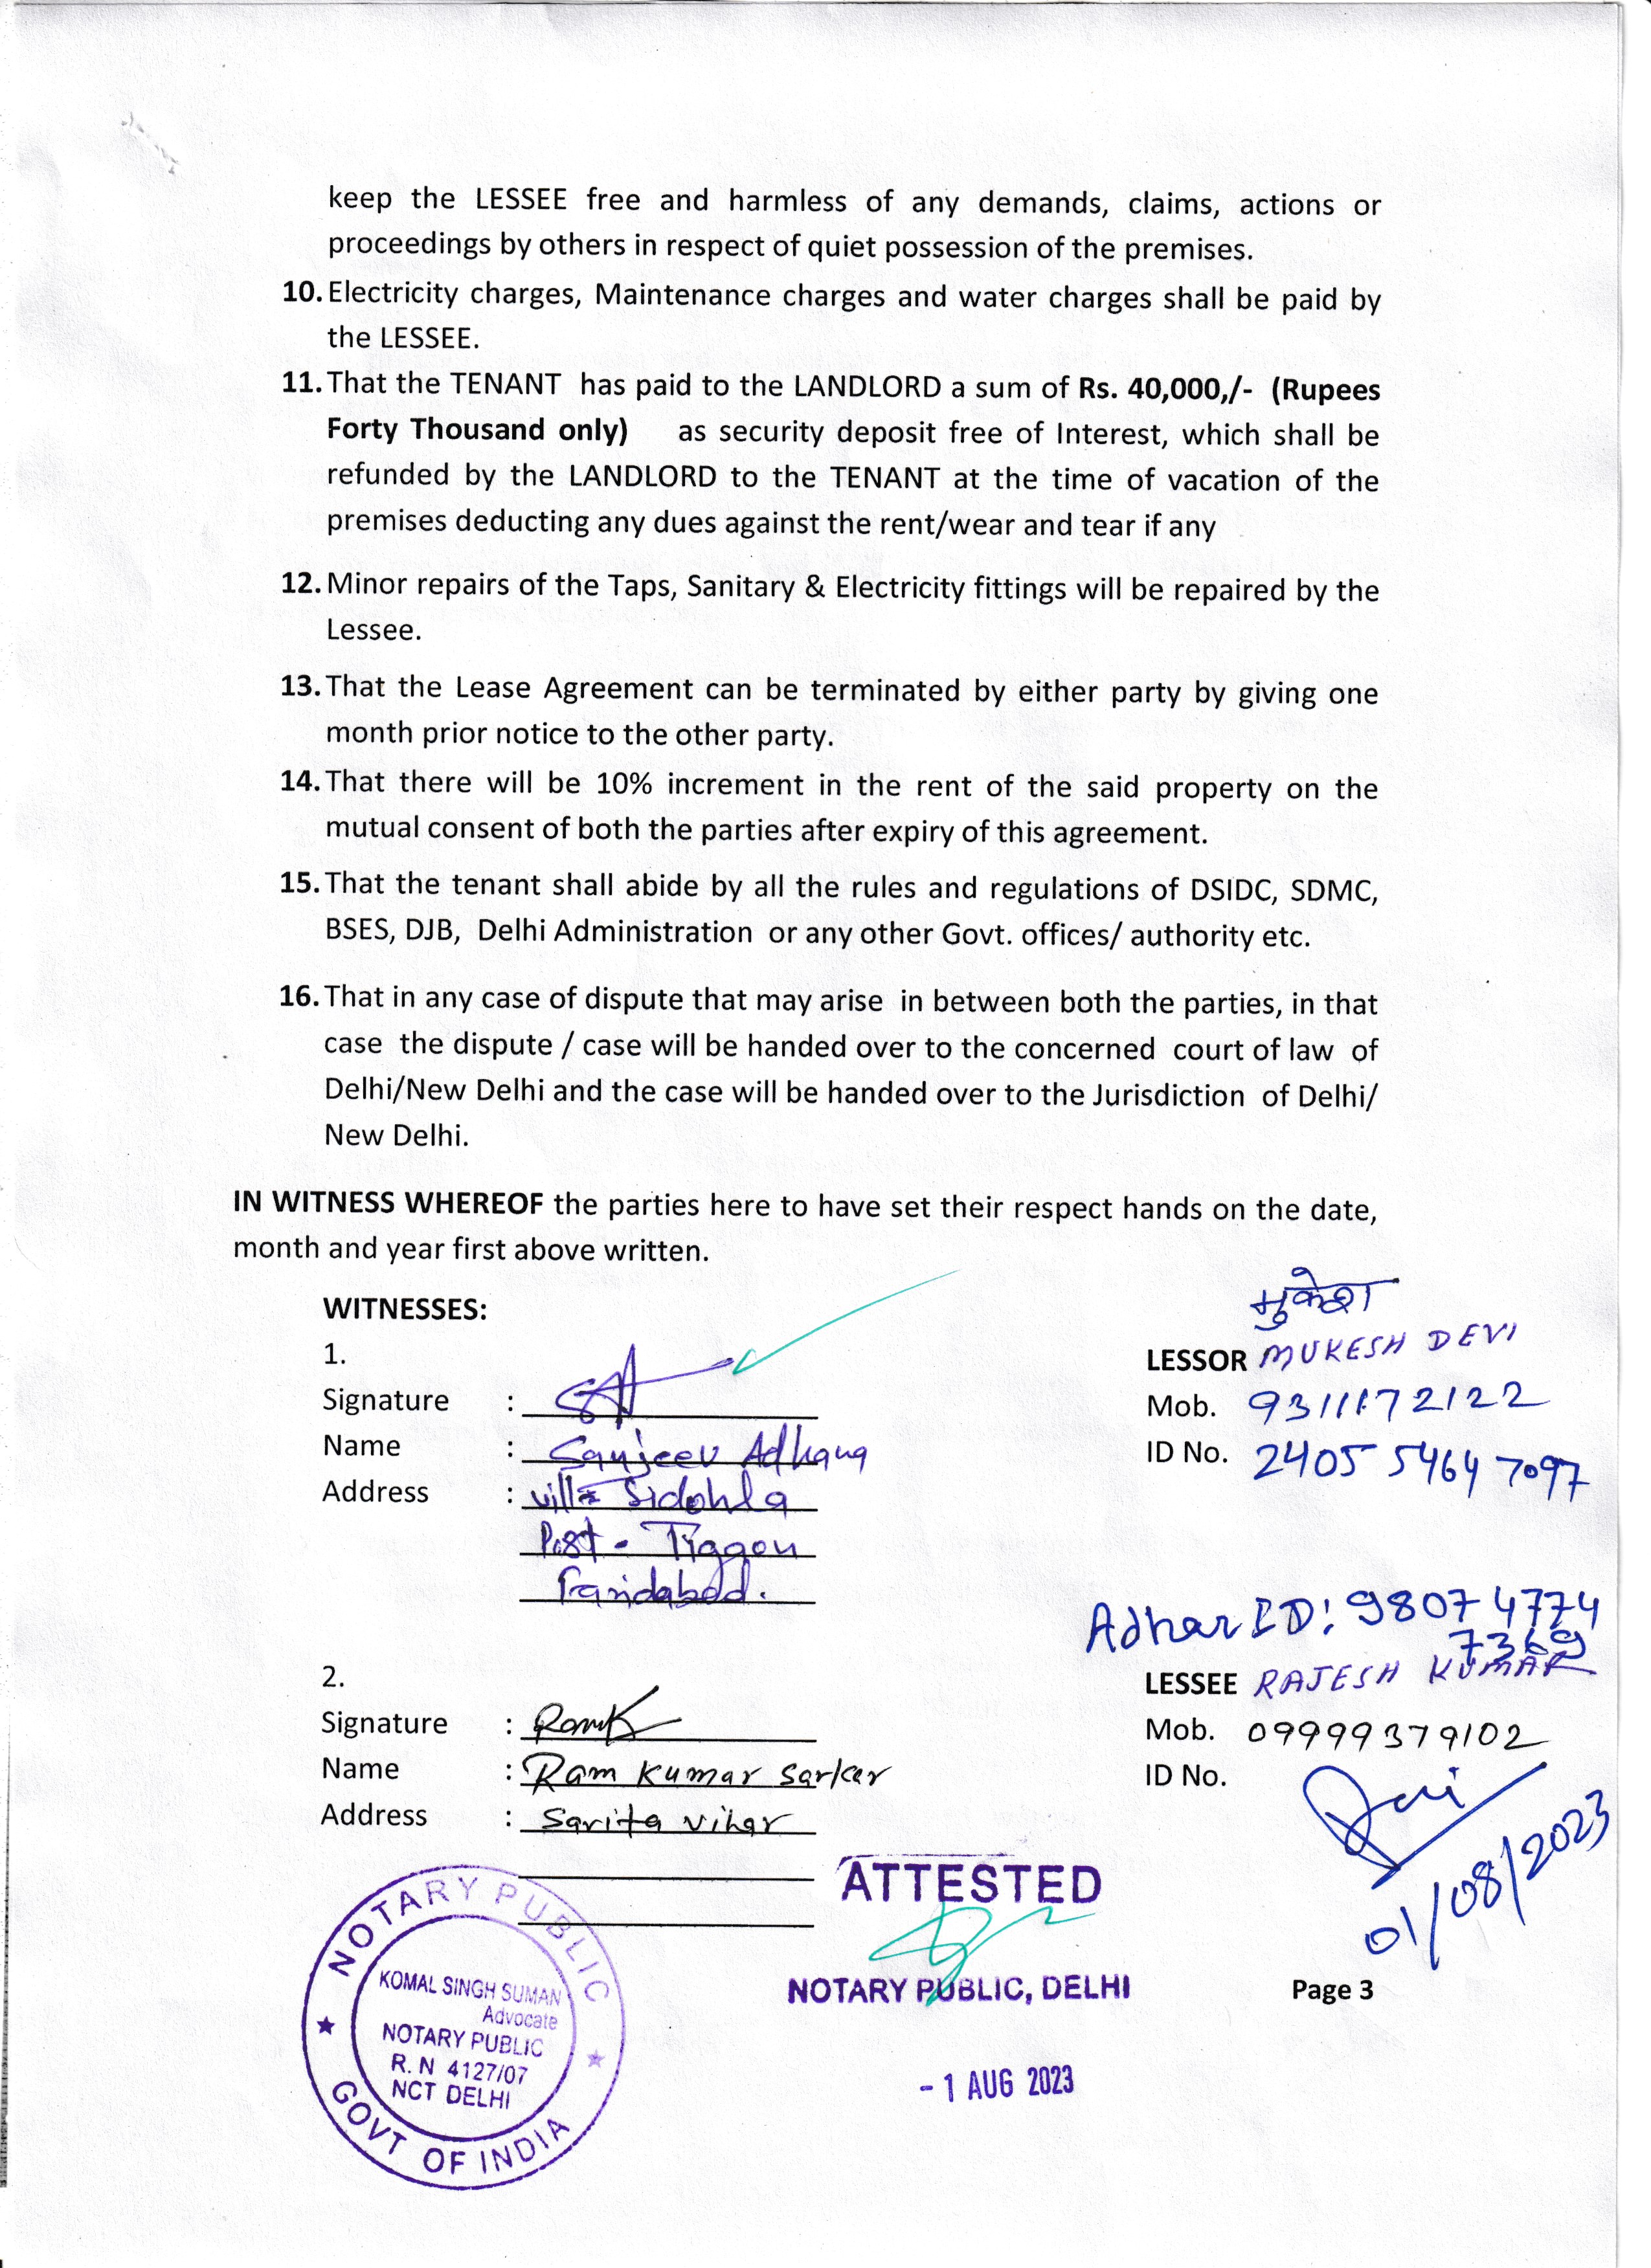 keep the LESSEE free and harmless of any demands, claims, actions or
proceedings by others in respect of quiet possession of the premises.
10. Electricity charges, Maintenance charges and water charges shall be paid by
the LESSEE.
11. That the TENANT has paid to the LANDLORD a sum of Rs. 40,000,/- (Rupees
Forty Thousand only) as security deposit free of Interest, which shall be
refunded by the LANDLORD to the TENANT at the time of vacation of the
premises deducting any dues against the rent/wear and tear if any
12. Minor repairs of the Taps, Sanitary & Electricity fittings will be repaired by the
Lessee.
13. That the Lease Agreement can be terminated by either party by giving one
month prior notice to the other party.
14. That there will be 10% increment in the rent of the said property on the
mutual consent of both the parties after expiry of this agreement.
15. That the tenant shall abide by all the rules and regulations of DSIDC, SDMC,
BSES, DJB, Delhi Administration or any other Govt. offices/ authority etc.
16. That in any case of dispute that may arise in between both the parties, in that
case the dispute / case will be handed over to the concerned court of law of
Delhi/New Delhi and the case will be handed over to the Jurisdiction of Delhi/
New Delhi.
IN WITNESS WHEREOF the parties here to have set their respect hands on the date,
month and year first above written.
WITNESSES:
1.
Signature :
Name : Sanjeev Adhana
Address : Sidohla
Post -
Faridabad.
मुकेश
LESSOR MUKESH DEVI
Mob. 9311172122
ID No. 2405 5464 7097
Adhar ID: 9807 4774
7369
LESSEE RAJESH KUMAR
Mob. 09999379102
ID No.
01/08/2023
2.
Signature : RamK
Name : Ram Kumar Sarkar
Address : Sarita Vihar
ATTESTED
NOTARY PUBLIC, DELHI
- 1 AUG 2023
Page 3
NOTARY PUBLIC
KOMAL SINGH SUMAN
Advocate
NOTARY PUBLIC
R. N 4127/07
NCT DELHI
GOVT OF INDIA